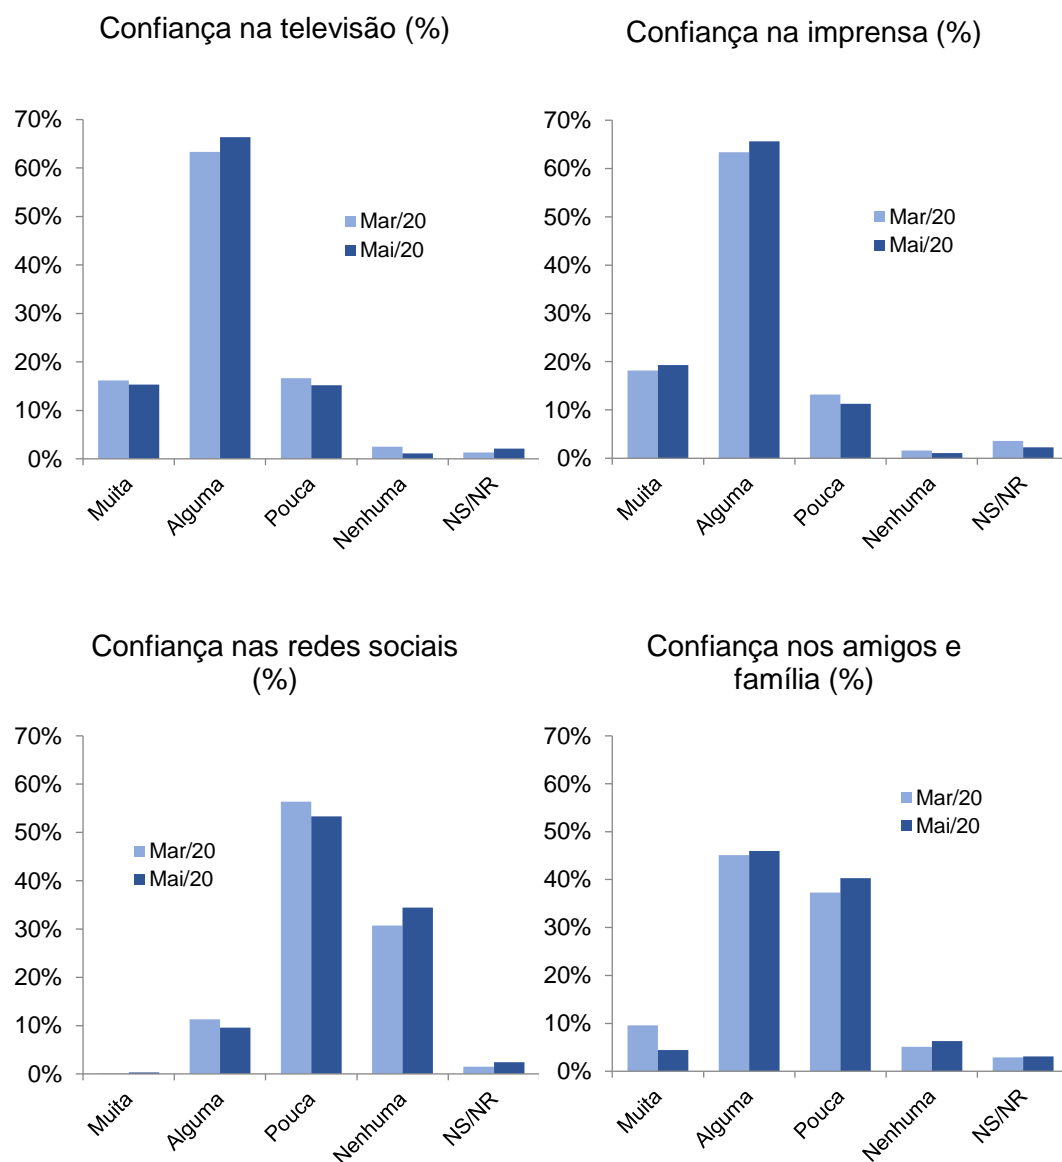 Confiança na televisão (%)
70%
60%
50%
40%
30%
20%
10%
0%
Mar/20
Mai/20
Muita
Alguma
Pouca
Nenhuma
NS/NR
Confiança na imprensa (%)
70%
60%
50%
40%
30%
20%
10%
0%
Mar/20
Mai/20
Muita
Alguma
Pouca
Nenhuma
NS/NR
Confiança nas redes sociais
(%)
70%
60%
50%
40%
30%
20%
10%
0%
Mar/20
Mai/20
Muita
Alguma
Pouca
Nenhuma
NS/NR
Confiança nos amigos e
família (%)
70%
60%
50%
40%
30%
20%
10%
0%
Mar/20
Mai/20
Muita
Alguma
Pouca
Nenhuma
NS/NR